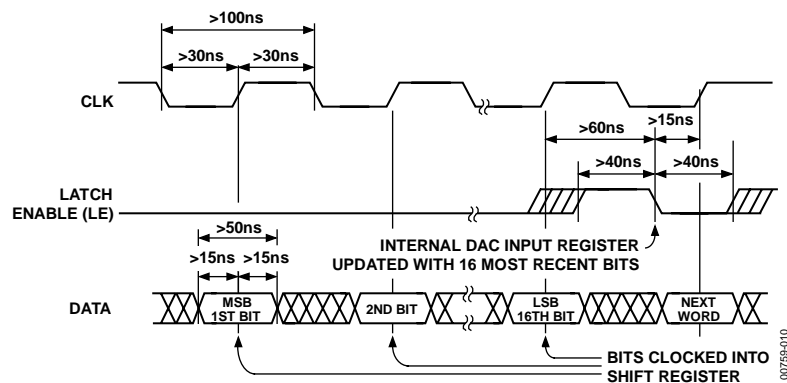 >100ns
>30ns >30ns
CLK
>60ns >15ns
>40ns >40ns
LATCH
ENABLE (LE)
>50ns
INTERNAL DAC INPUT REGISTER
UPDATED WITH 16 MOST RECENT BITS
>15ns >15ns
DATA
MSB
1ST BIT
2ND BIT
LSB
16TH BIT
NEXT
WORD
BITS CLOCKED INTO
SHIFT REGISTER
00759-010